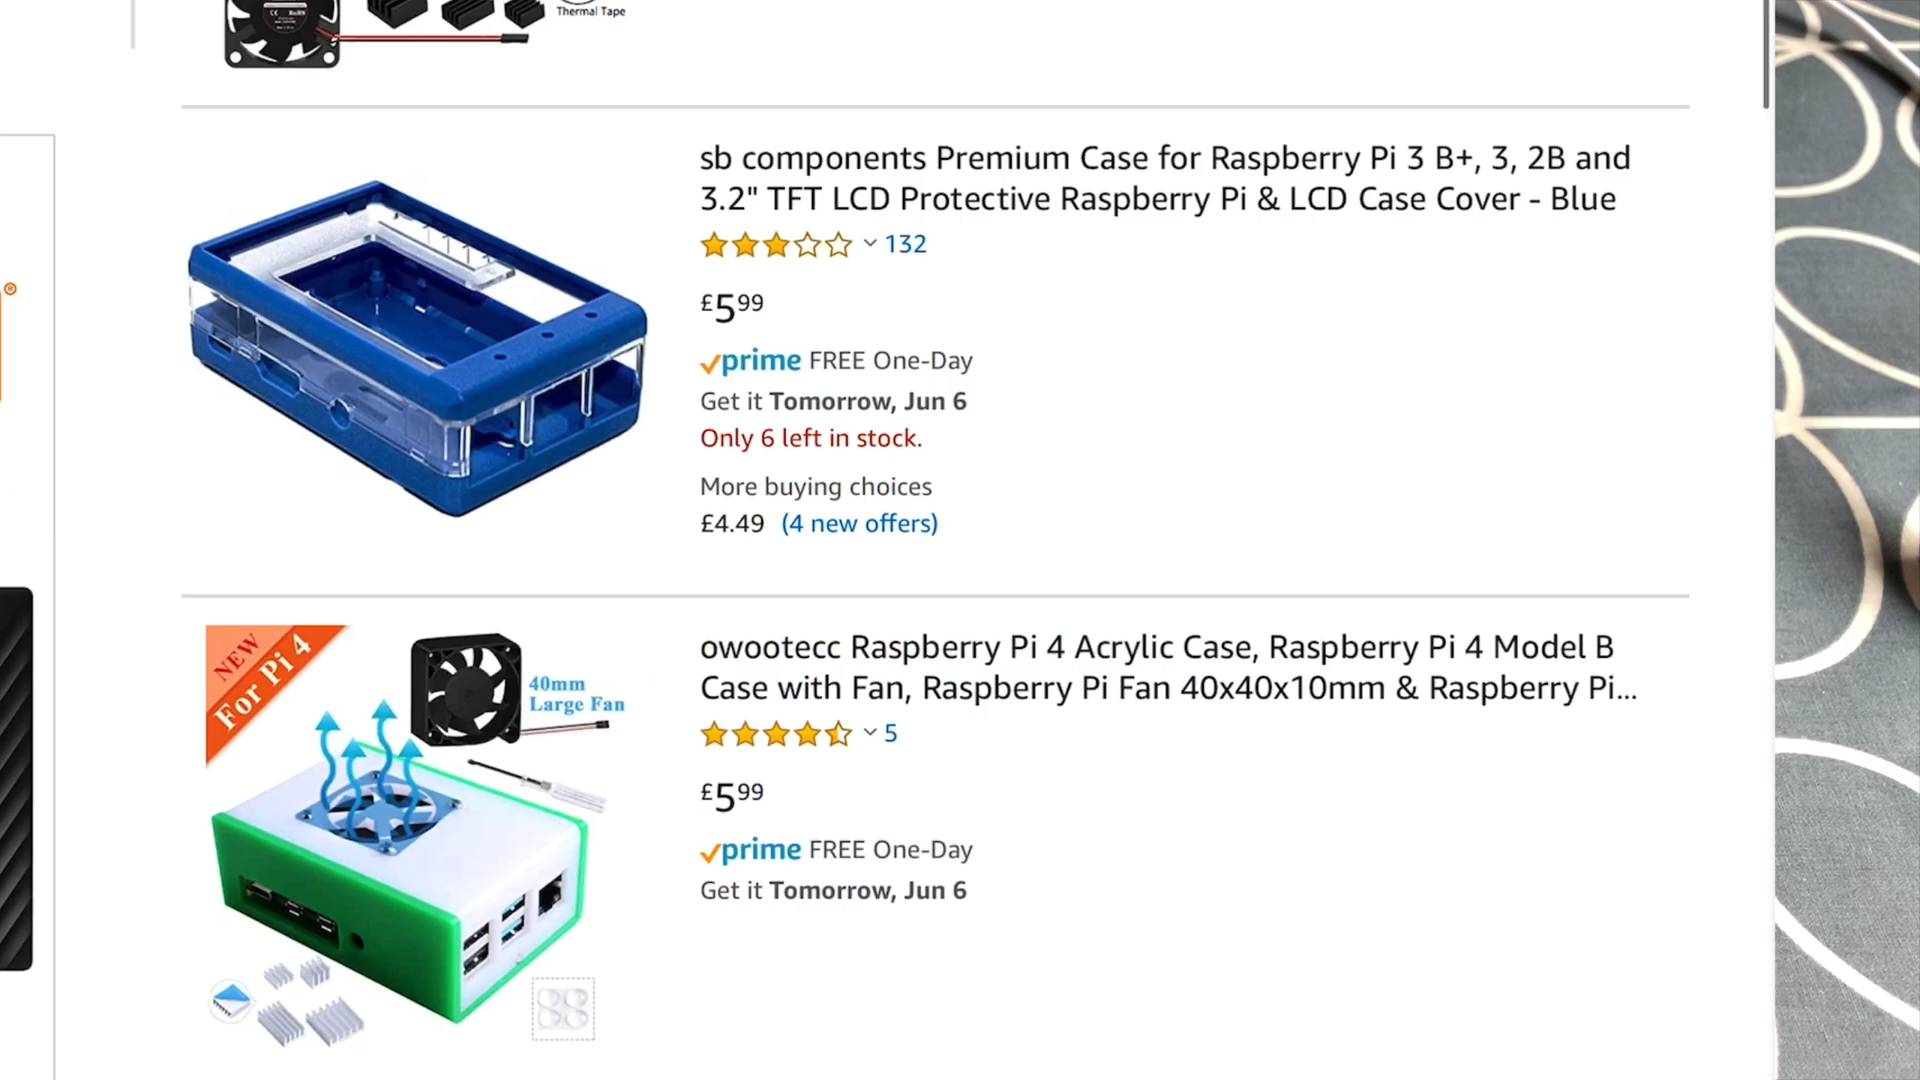 Thermal Tape
sb components Premium Case for Raspberry Pi 3 B+, 3, 2B and
3.2" TFT LCD Protective Raspberry Pi & LCD Case Cover - Blue
132
£5.99
prime FREE One-Day
Get it Tomorrow, Jun 6
Only 6 left in stock.
More buying choices
£4.49 (4 new offers)
NEW
For Pi 4
40mm
Large Fan
owootecc Raspberry Pi 4 Acrylic Case, Raspberry Pi 4 Model B
Case with Fan, Raspberry Pi Fan 40x40x10mm & Raspberry Pi...
5
£5.99
prime FREE One-Day
Get it Tomorrow, Jun 6